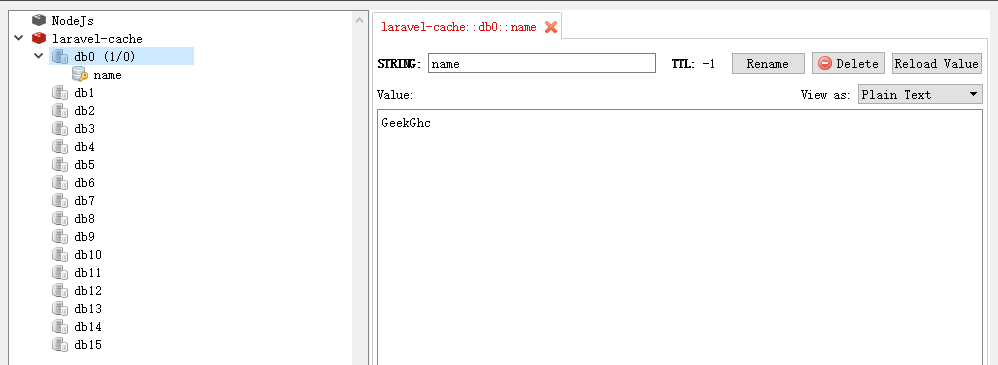 NodeJs
laravel-cache
db0 (1/0)
name
db1
db2
db3
db4
db5
db6
db7
db8
db9
db10
db11
db12
db13
db14
db15
laravel-cache::db0::name
STRING: name TTL: -1 Rename Delete Reload Value
Value: View as: Plain Text
GeekGhc